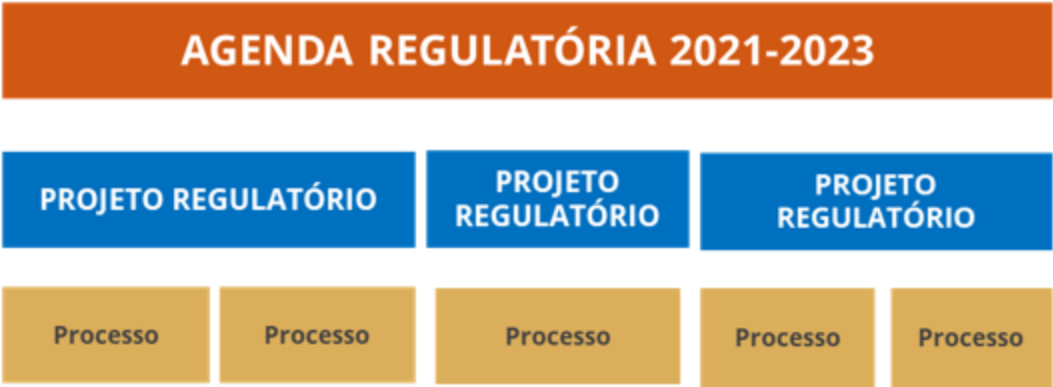 AGENDA REGULATÓRIA 2021-2023
PROJETO REGULATÓRIO
PROJETO
REGULATÓRIO
PROJETO
REGULATÓRIO
Processo
Processo
Processo
Processo
Processo